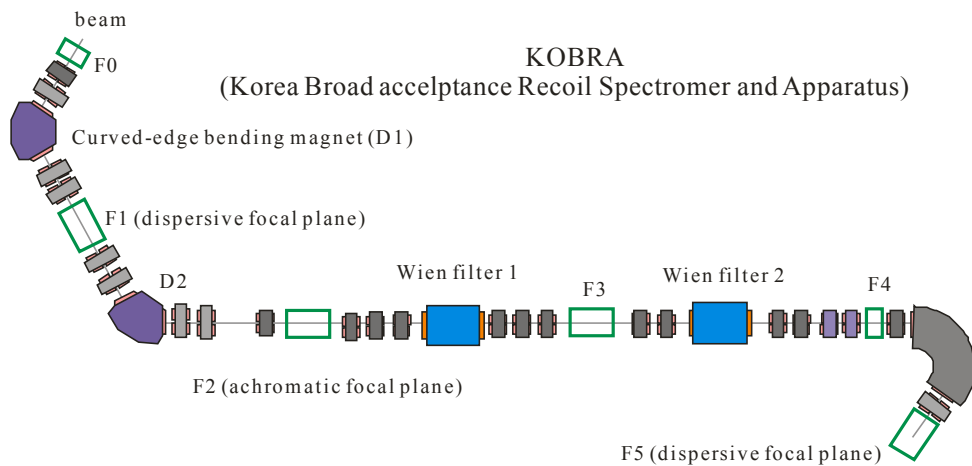 beam
F0
KOBRA
(Korea Broad accelptance Recoil Spectromer and Apparatus)
Curved-edge bending magnet (D1)
F1 (dispersive focal plane)
D2
Wien filter 1
F3
Wien filter 2
F4
F2 (achromatic focal plane)
F5 (dispersive focal plane)